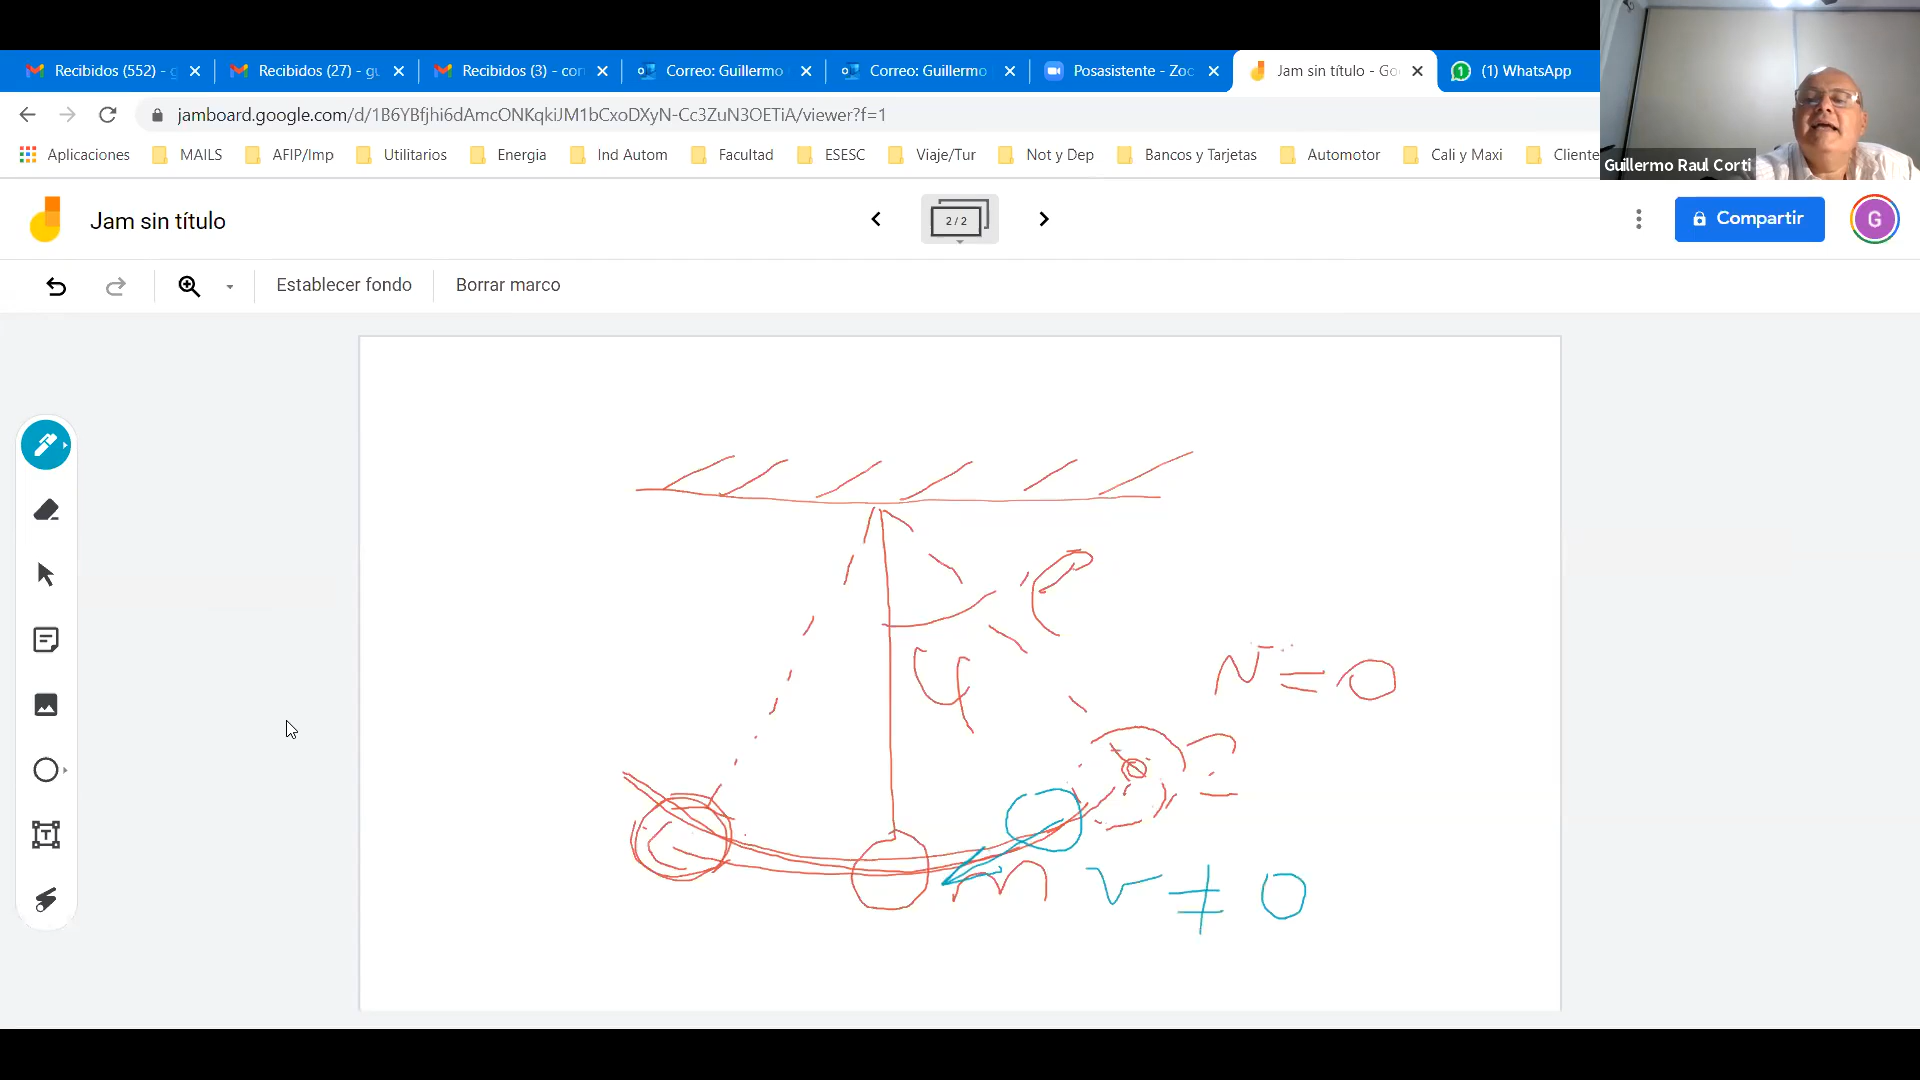 Recibidos (552) - g
Recibidos (27) - gu
Recibidos (3) - cor
Correo: Guillermo
Correo: Guillermo
Posasistente - Zoc
Jam sin título - Go
(1) WhatsApp
jamboard.google.com/d/1B6YBfjhi6dAmcONKqkiJM1bCxoDXyN-Cc3ZuN3OETiA/viewer?f=1
Aplicaciones
MAILS
AFIP/Imp
Utilitarios
Energia
Ind Autom
Facultad
ESESC
Viaje/Tur
Not y Dep
Bancos y Tarjetas
Automotor
Cali y Maxi
Cliente
Guillermo Raul Corti
Jam sin título
2 / 2
Compartir
G
Establecer fondo
Borrar marco
φ
= 0
m
v ≠ 0